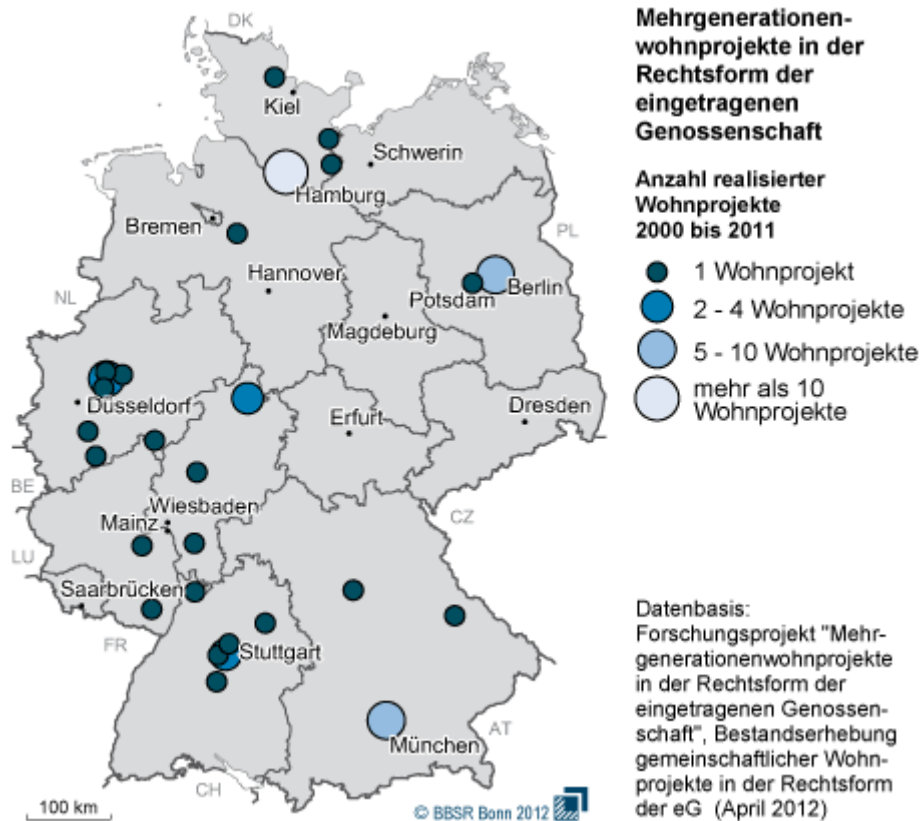 DK
Kiel
Schwerin
Hamburg
Bremen
PL
Hannover
NL
Potsdam
Berlin
Magdeburg
Düsseldorf
Erfurt
Dresden
BE
Wiesbaden
Mainz
CZ
LU
Saarbrücken
FR
Stuttgart
AT
München
CH
100 km
© BBSR Bonn 2012
Mehrgenerationen-
wohnprojekte in der
Rechtsform der
eingetragenen
Genossenschaft
Anzahl realisierter
Wohnprojekte
2000 bis 2011
1 Wohnprojekt
2 - 4 Wohnprojekte
5 - 10 Wohnprojekte
mehr als 10
Wohnprojekte
Datenbasis:
Forschungsprojekt "Mehr-
generationenwohnprojekte
in der Rechtsform der
eingetragenen Genossen-
schaft", Bestandserhebung
gemeinschaftlicher Wohn-
projekte in der Rechtsform
der eG (April 2012)